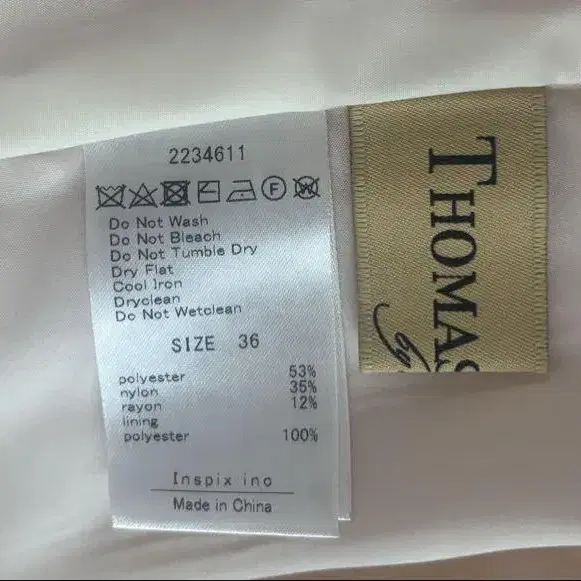 2234611
Do Not Wash
Do Not Bleach
Do Not Tumble Dry
Dry Flat
Cool Iron
Dryclean
Do Not Wetclean
SIZE 36
polyester 53%
nylon 35%
rayon 12%
lining
polyester 100%
Inspix inc
Made in China
THOMAS
by